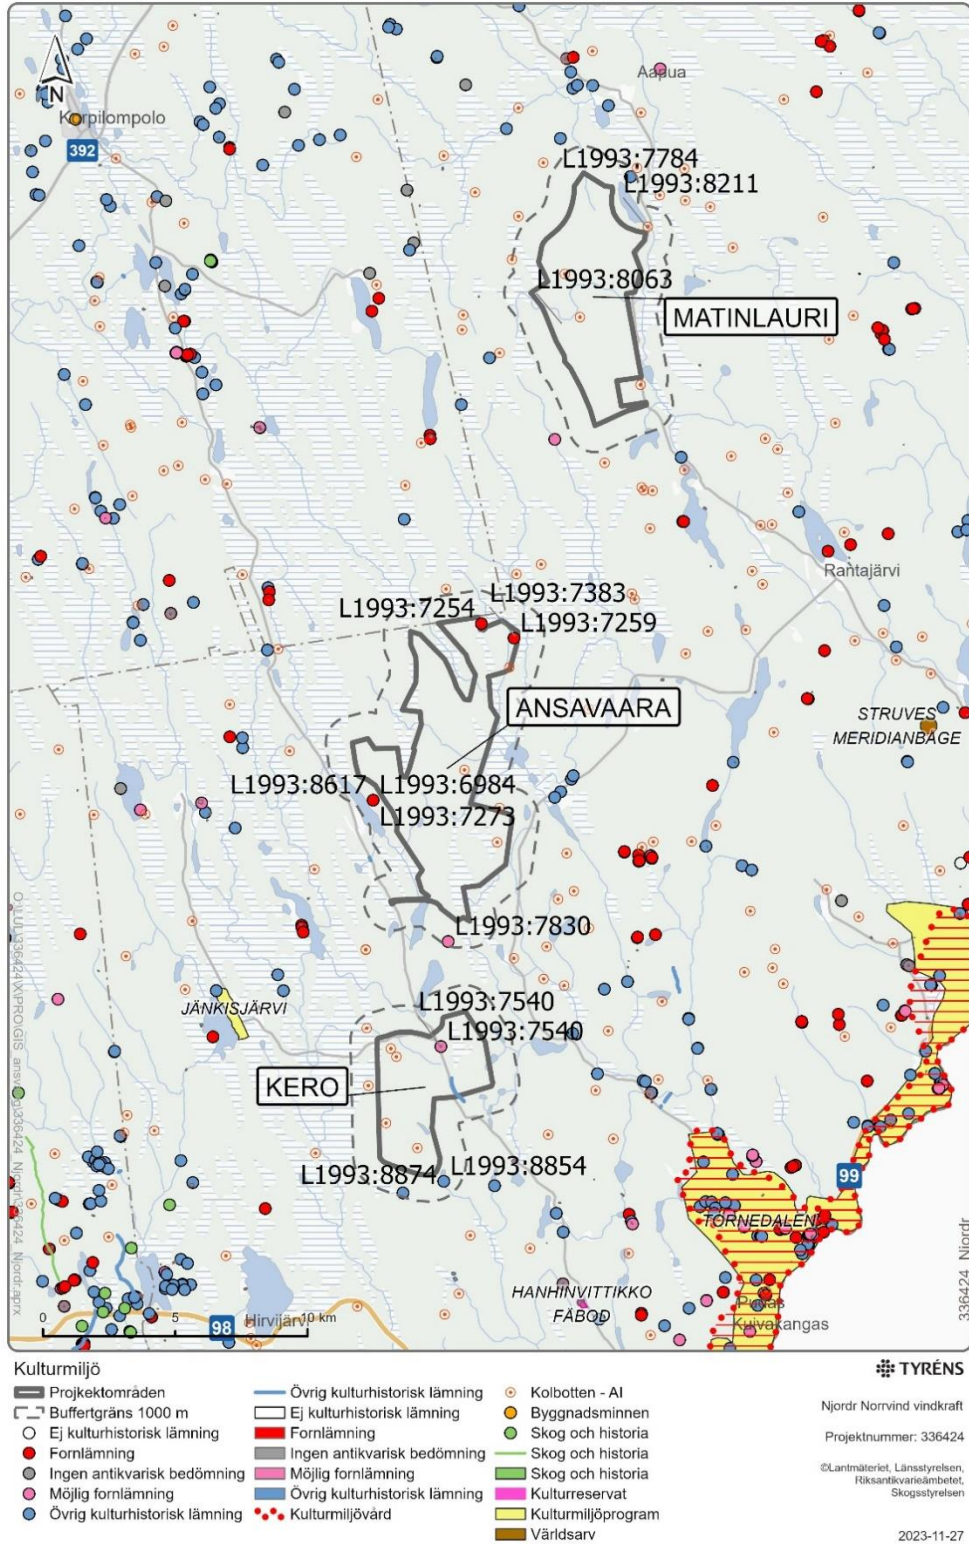 Aapua
N
Korpilompolo
392
L1993:7784
L1993:8211
L1993:8063
MATINLAURI
Rantajärvi
L1993:7383
L1993:7254
L1993:7259
ANSAVAARA
STRUVES
MERIDIANBÅGE
L1993:8617
L1993:6984
L1993:7273
L1993:7830
JÄNKISJÄRVI
L1993:7540
L1993:7540
KERO
L1993:8874
L1993:8854
99
TORNEDALEN
HANHINVITTIKKO
FÄBOD
Kuivakangas
0 5 10 km
98
Hirvijärvi
336424_Njordr
Kulturmiljö
Projkektområden
Buffertgräns 1000 m
Ej kulturhistorisk lämning
Fornlämning
Ingen antikvarisk bedömning
Möjlig fornlämning
Övrig kulturhistorisk lämning
Övrig kulturhistorisk lämning
Ej kulturhistorisk lämning
Fornlämning
Ingen antikvarisk bedömning
Möjlig fornlämning
Övrig kulturhistorisk lämning
Kulturmiljövård
Kolbotten - AI
Byggnadsminnen
Skog och historia
Skog och historia
Skog och historia
Kulturreservat
Kulturmiljöprogram
Världsarv
TYRÉNS
Njordr Norrvind vindkraft
Projektnummer: 336424
©Lantmäteriet, Länsstyrelsen,
Riksantikvarieämbetet,
Skogsstyrelsen
2023-11-27